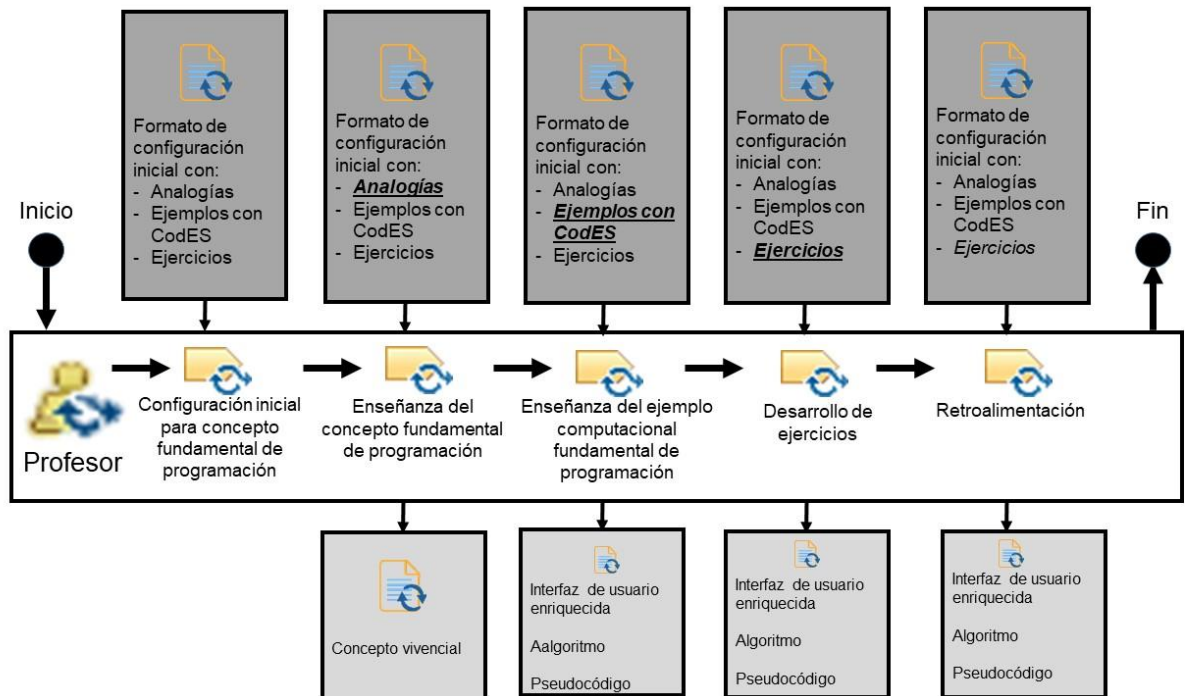 Formato de
configuración
inicial con:
- Analogías
- Ejemplos con
CodES
- Ejercicios
Formato de
configuración
inicial con:
- Analogías
- Ejemplos con
CodES
- Ejercicios
Formato de
configuración
inicial con:
- Analogías
- Ejemplos con
CodES
- Ejercicios
Formato de
configuración
inicial con:
- Analogías
- Ejemplos con
CodES
- Ejercicios
Formato de
configuración
inicial con:
- Analogías
- Ejemplos con
CodES
- Ejercicios
Inicio
Fin
Profesor
Configuración inicial
para concepto
fundamental de
programación
Enseñanza del
concepto fundamental
de programación
Enseñanza del ejemplo
computacional
fundamental de
programación
Desarrollo de
ejercicios
Retroalimentación
Concepto vivencial
Interfaz de usuario
enriquecida
Aalgoritmo
Pseudocódigo
Interfaz de usuario
enriquecida
Algoritmo
Pseudocódigo
Interfaz de usuario
enriquecida
Algoritmo
Pseudocódigo